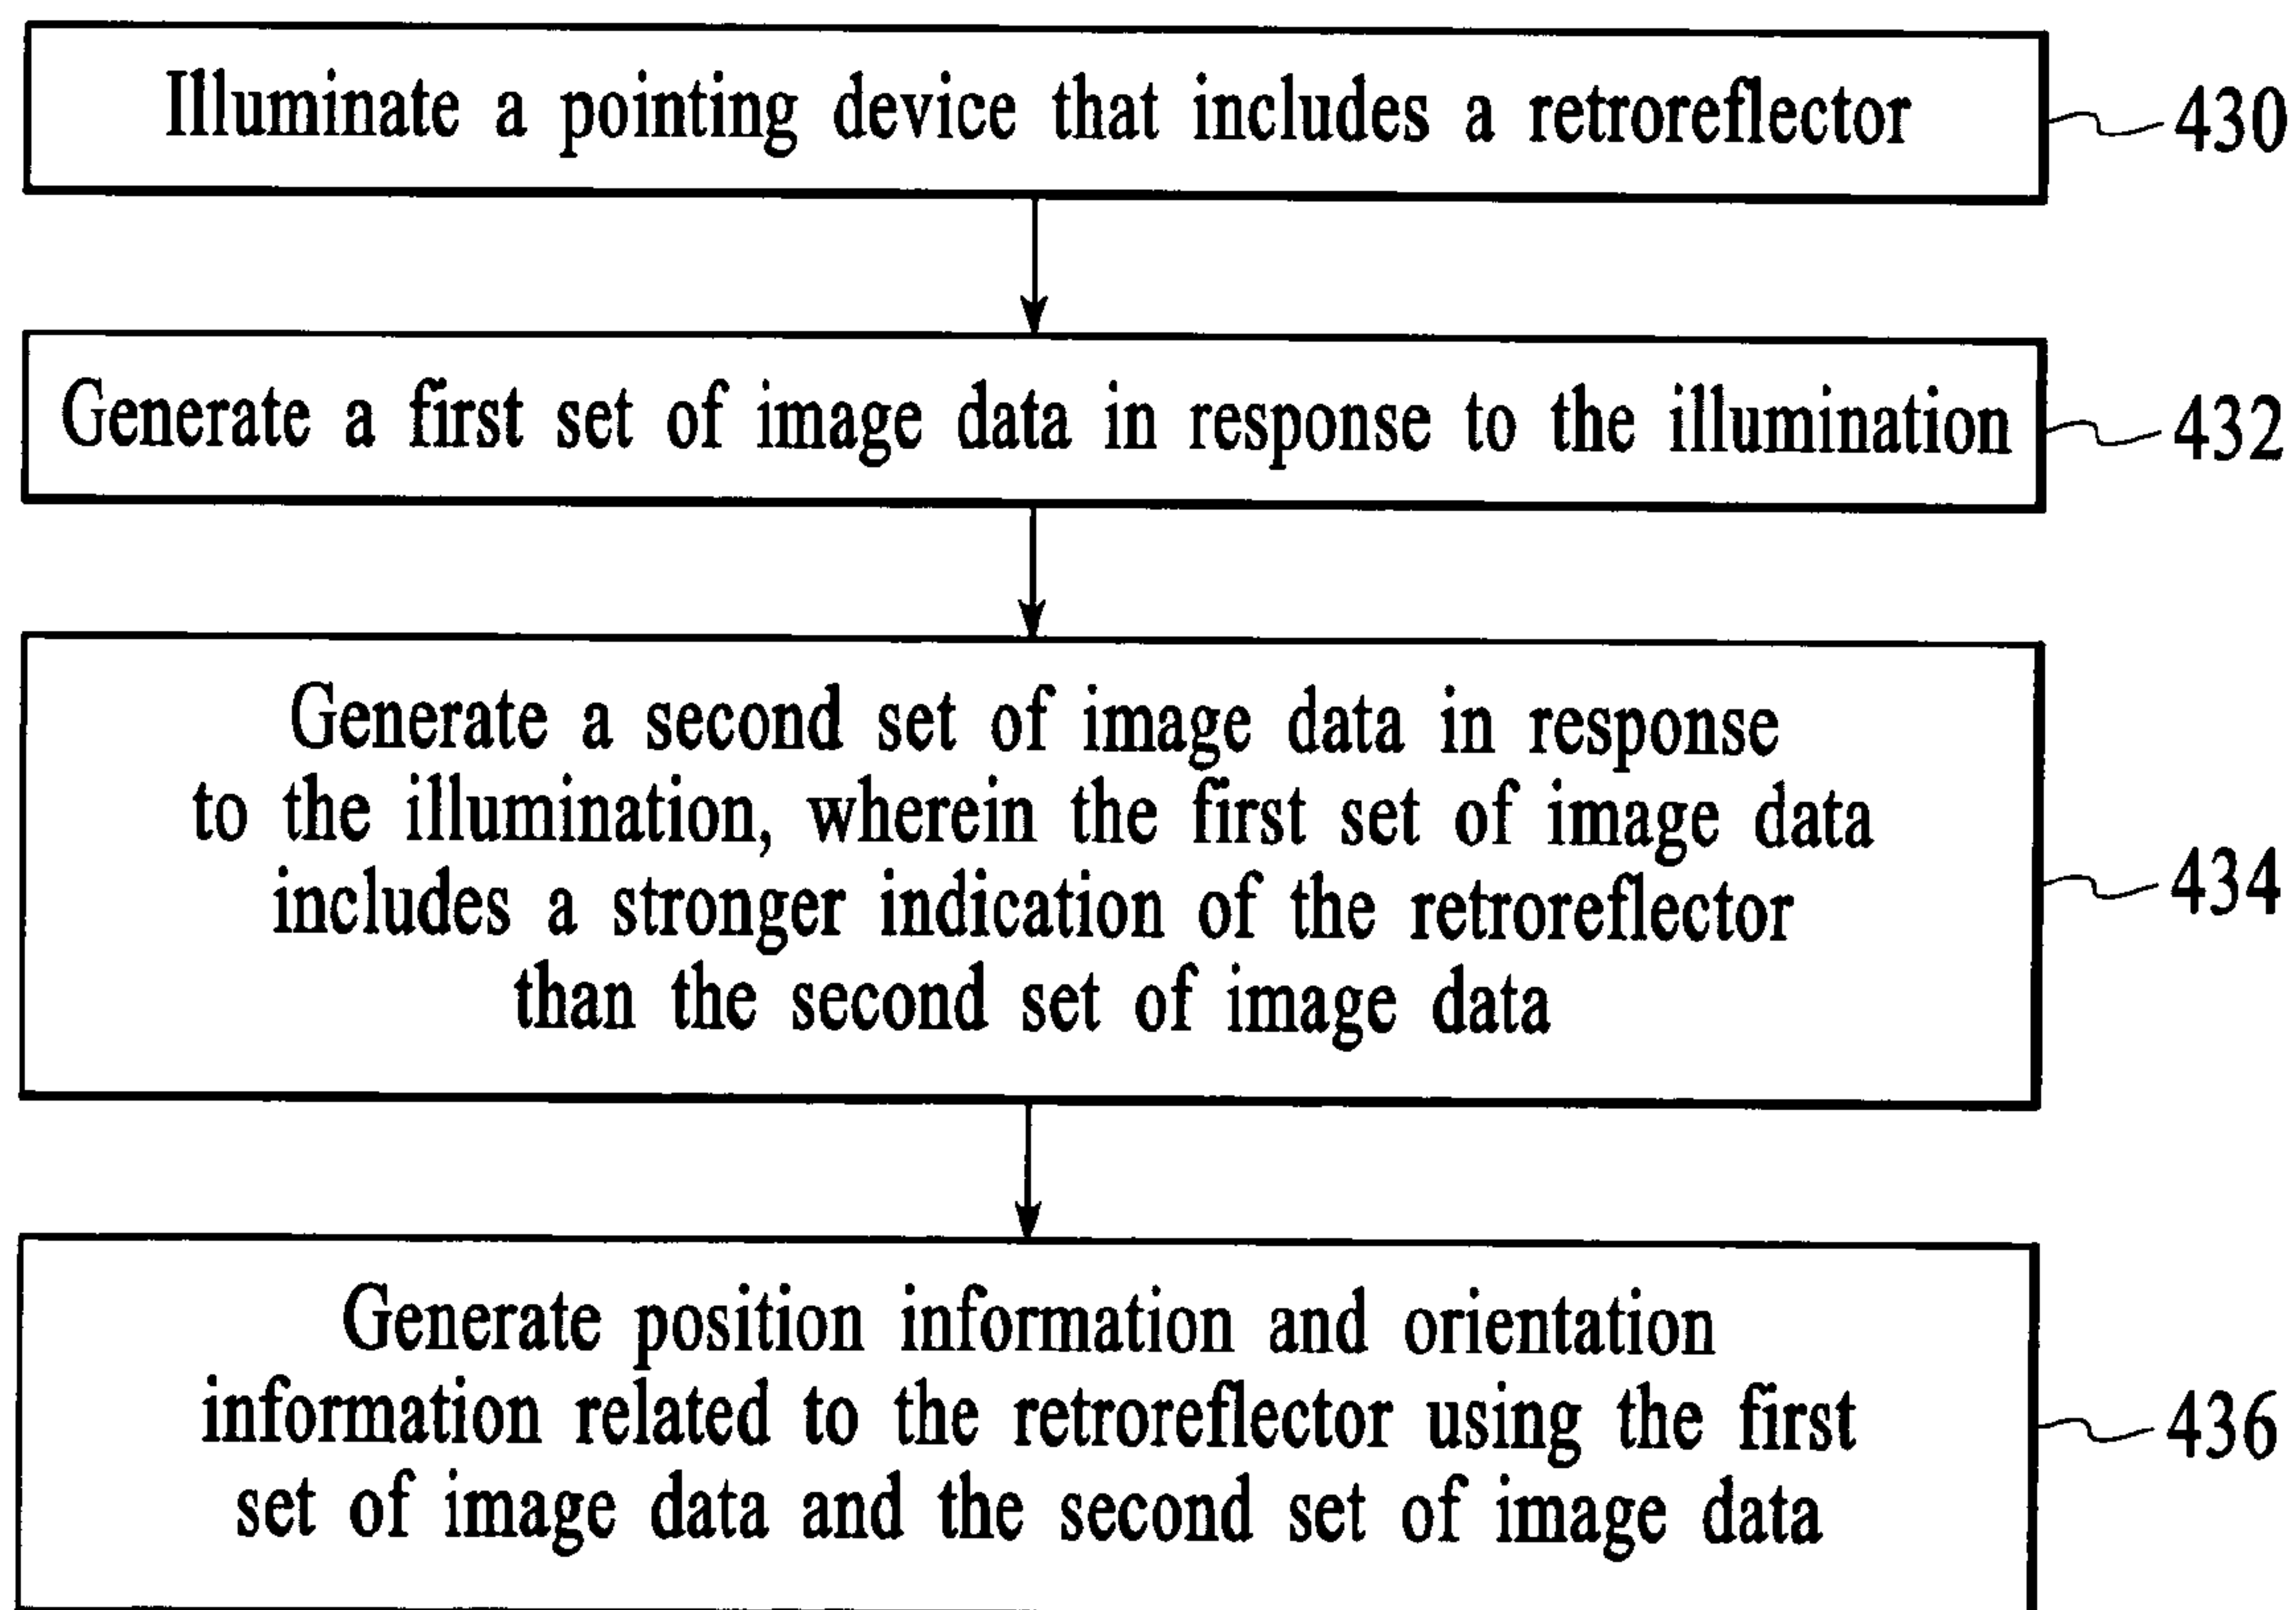 Illuminate a pointing device that includes a retroreflector
430
Generate a first set of image data in response to the illumination
432
Generate a second set of image data in response
to the illumination, wherein the first set of image data
includes a stronger indication of the retroreflector
than the second set of image data
434
Generate position information and orientation
information related to the retroreflector using the first
set of image data and the second set of image data
436